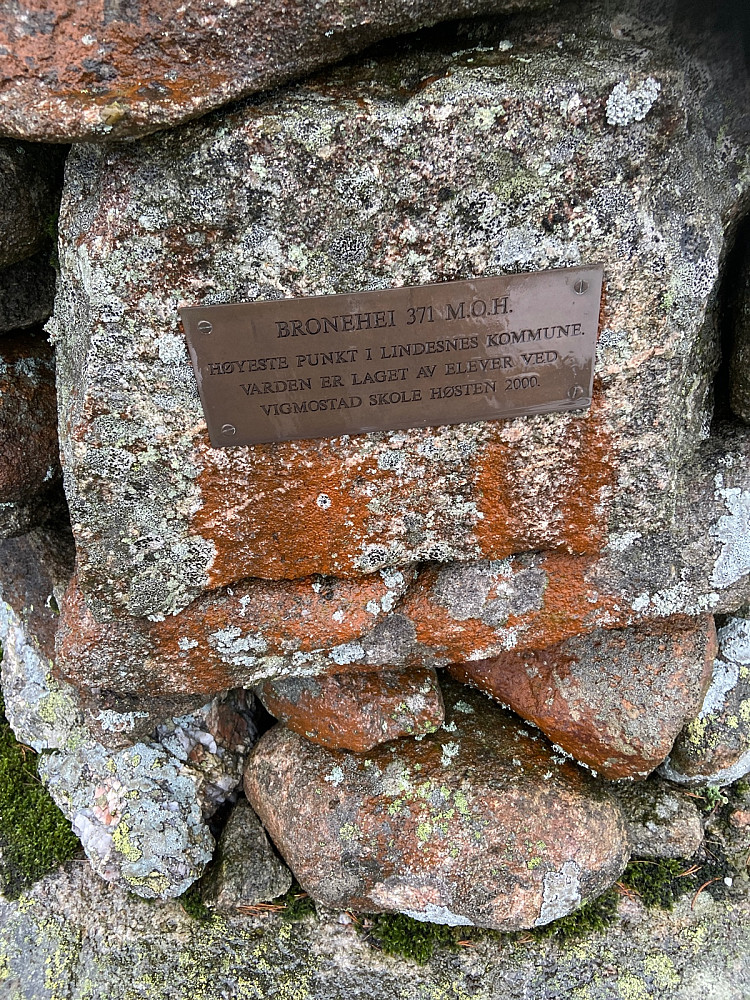 BRONEHEI 371 M.O.H.
HØYESTE PUNKT I LINDESNES KOMMUNE.
VARDEN ER LAGET AV ELEVER VED
VIGMOSTAD SKOLE HØSTEN 2000.